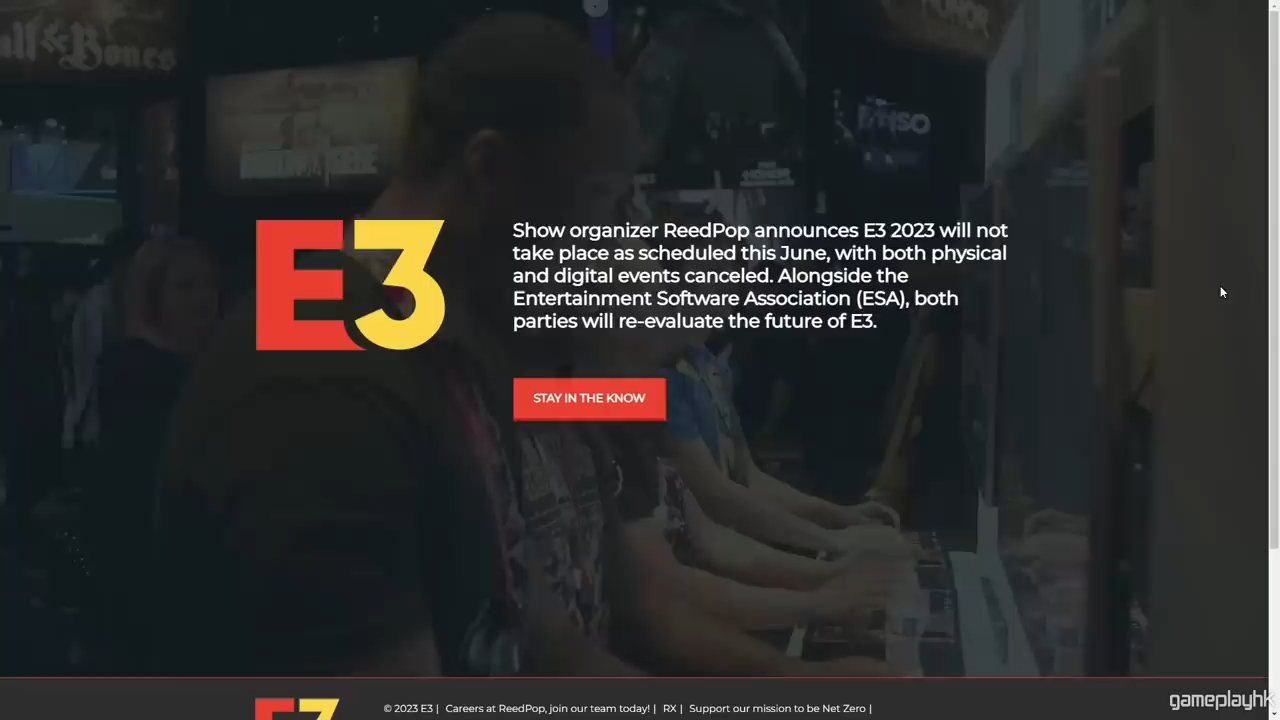 & Bones
HONOR
E3
Show organizer ReedPop announces E3 2023 will not
take place as scheduled this June, with both physical
and digital events canceled. Alongside the
Entertainment Software Association (ESA), both
parties will re-evaluate the future of E3.
STAY IN THE KNOW
E3
© 2023 E3 | Careers at ReedPop, join our team today! | RX | Support our mission to be Net Zero |
gameplayhk